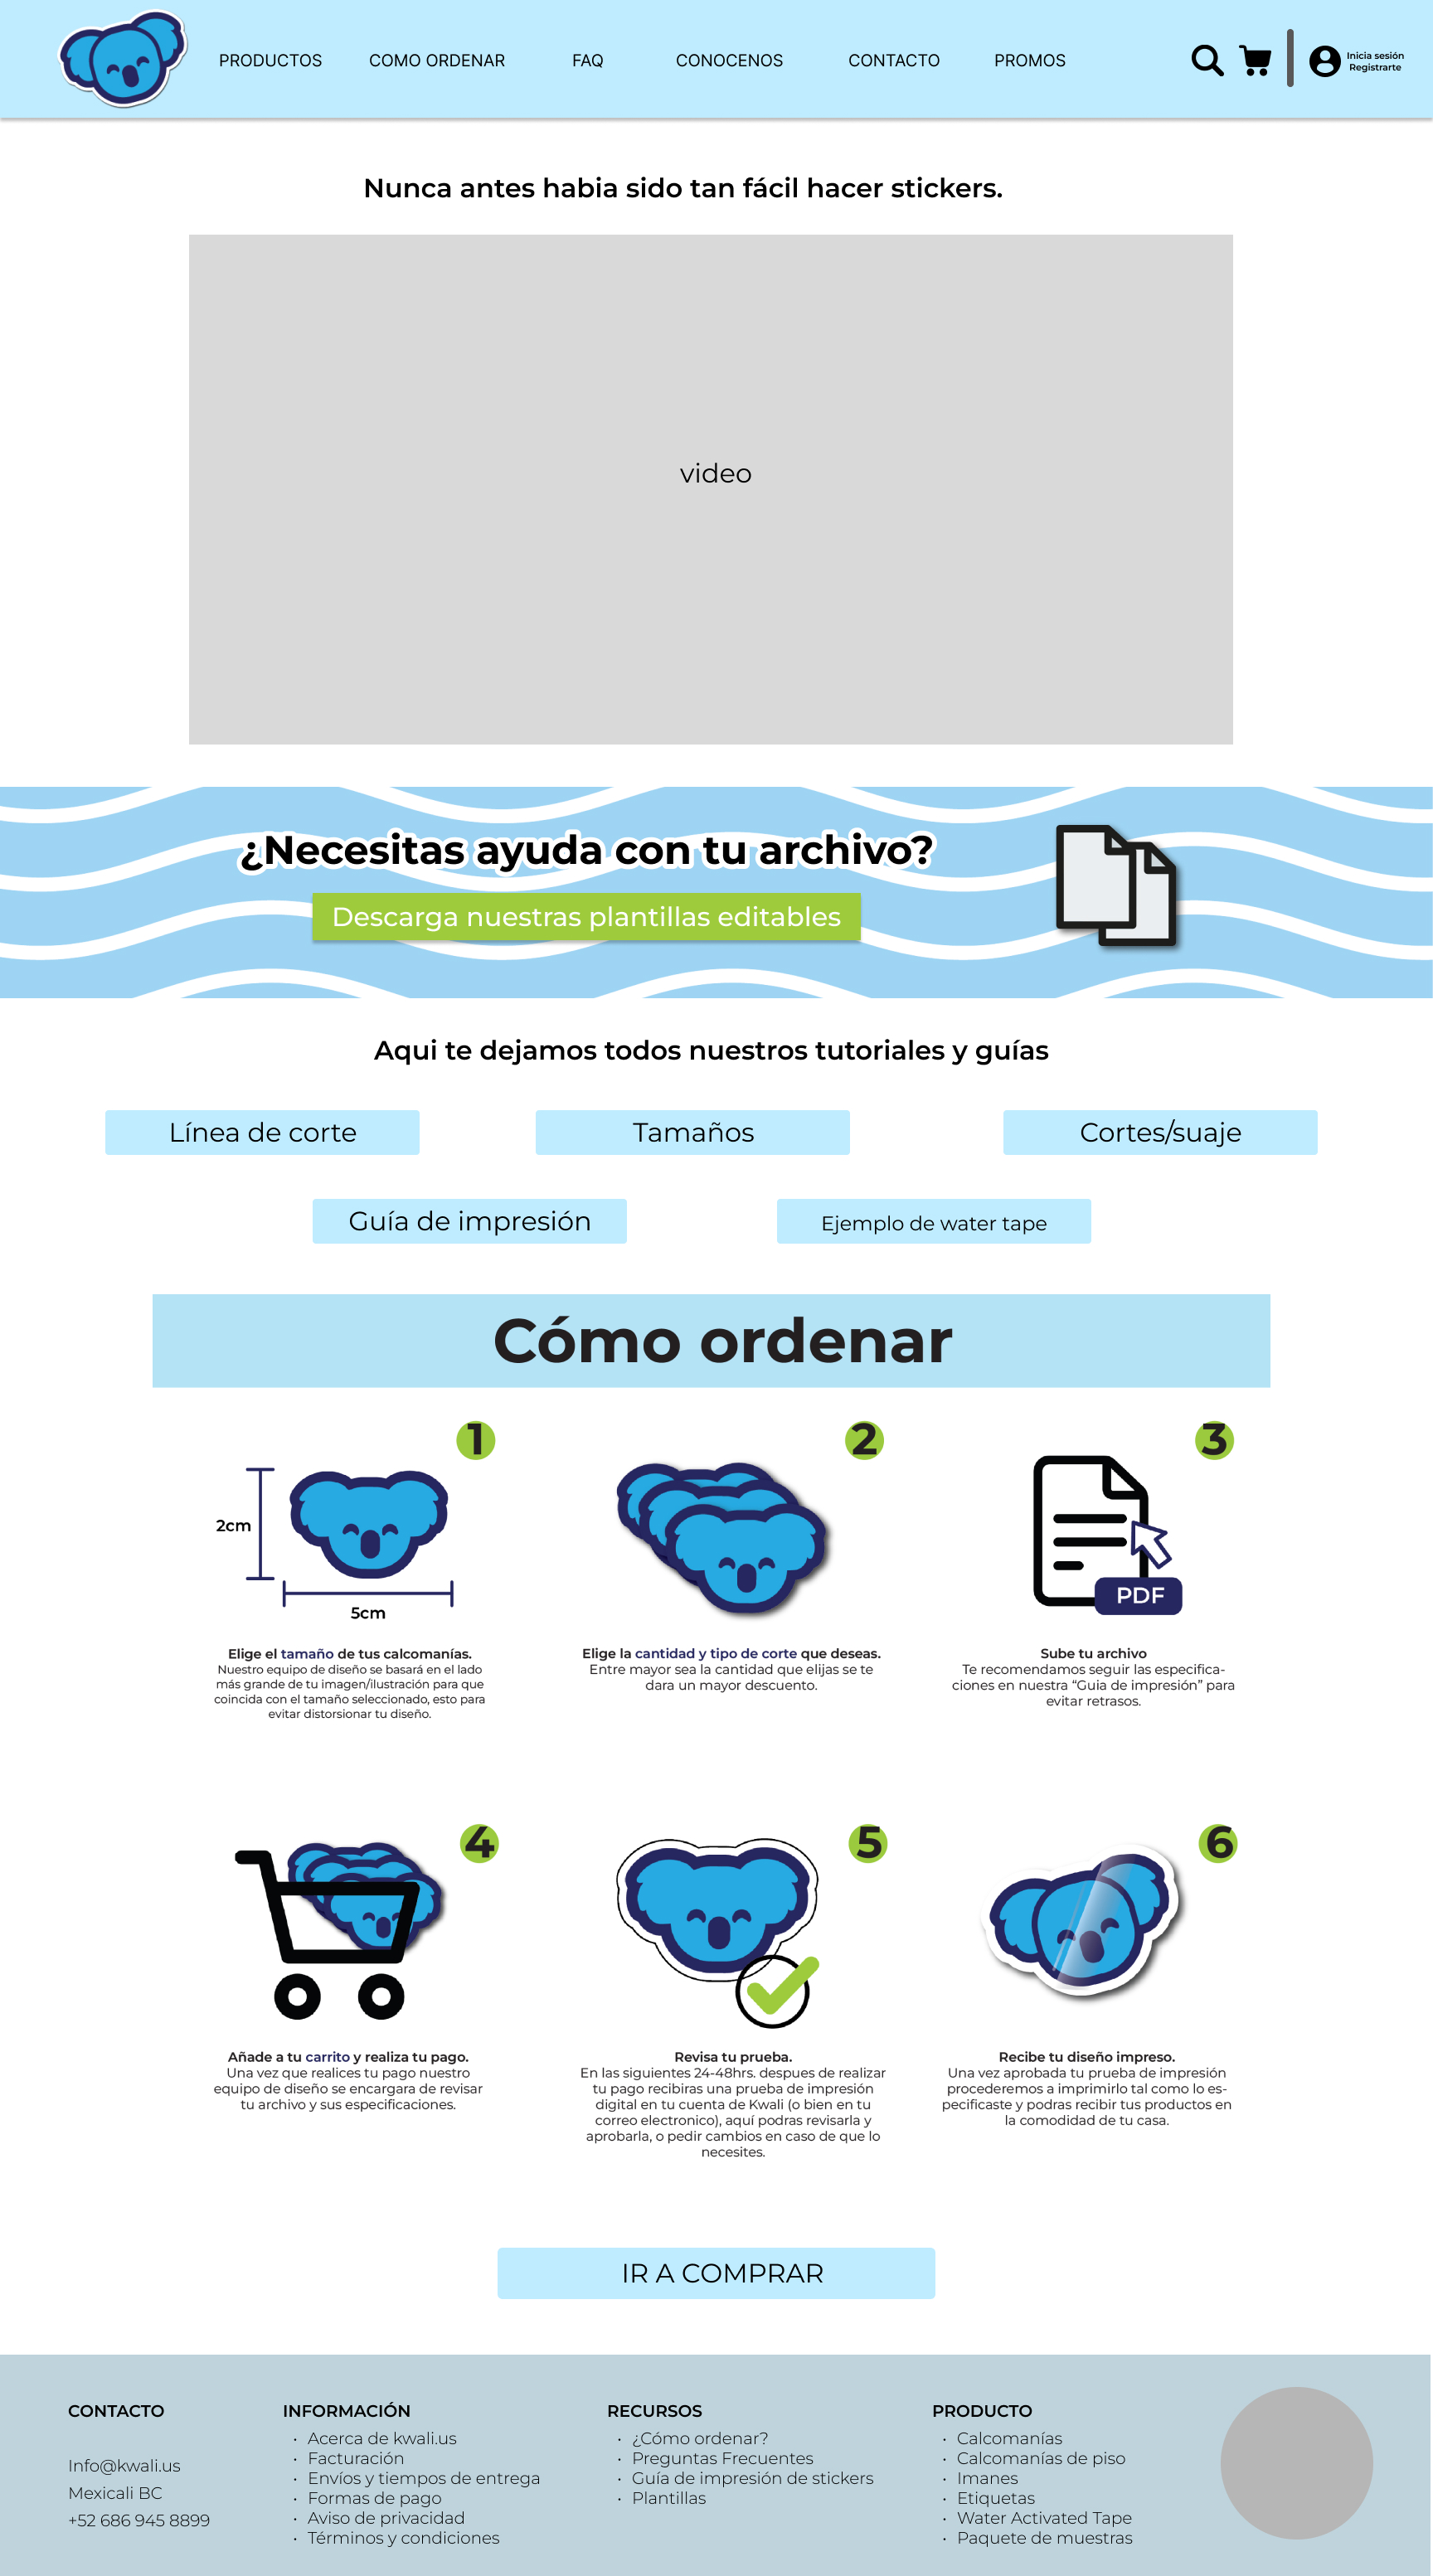 PRODUCTOS
COMO ORDENAR
FAQ
CONOCENOS
CONTACTO
PROMOS
Inicia sesión
Registrarte
Nunca antes habia sido tan fácil hacer stickers.
video
¿Necesitas ayuda con tu archivo?
Descarga nuestras plantillas editables
Aqui te dejamos todos nuestros tutoriales y guías
Línea de corte
Tamaños
Cortes/suaje
Guía de impresión
Ejemplo de water tape
Cómo ordenar
1
2cm
5cm
Elige el tamaño de tus calcomanías.
Nuestro equipo de diseño se basará en el lado
más grande de tu imagen/ilustración para que
coincida con el tamaño seleccionado, esto para
evitar distorsionar tu diseño.
2
Elige la cantidad y tipo de corte que deseas.
Entre mayor sea la cantidad que elijas se te
dara un mayor descuento.
3
PDF
Sube tu archivo
Te recomendamos seguir las especifica-
ciones en nuestra “Guia de impresión” para
evitar retrasos.
4
Añade a tu carrito y realiza tu pago.
Una vez que realices tu pago nuestro
equipo de diseño se encargara de revisar
tu archivo y sus especificaciones.
5
Revisa tu prueba.
En las siguientes 24-48hrs. despues de realizar
tu pago recibiras una prueba de impresión
digital en tu cuenta de Kwali (o bien en tu
correo electronico), aquí podras revisarla y
aprobarla, o pedir cambios en caso de que lo
necesites.
6
Recibe tu diseño impreso.
Una vez aprobada tu prueba de impresión
procederemos a imprimirlo tal como lo es-
pecificaste y podras recibir tus productos en
la comodidad de tu casa.
IR A COMPRAR
CONTACTO
Info@kwali.us
Mexicali BC
+52 686 945 8899
INFORMACIÓN
• Acerca de kwali.us
• Facturación
• Envíos y tiempos de entrega
• Formas de pago
• Aviso de privacidad
• Términos y condiciones
RECURSOS
• ¿Cómo ordenar?
• Preguntas Frecuentes
• Guía de impresión de stickers
• Plantillas
PRODUCTO
• Calcomanías
• Calcomanías de piso
• Imanes
• Etiquetas
• Water Activated Tape
• Paquete de muestras